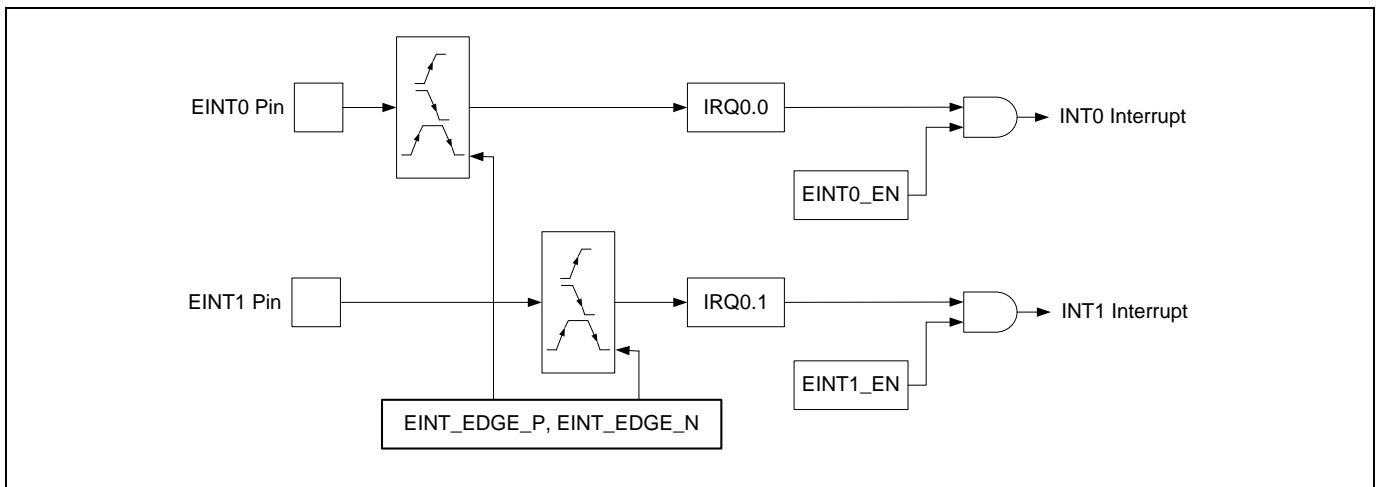 EINT0 Pin
IRQ0.0
INT0 Interrupt
EINT0_EN
EINT1 Pin
IRQ0.1
INT1 Interrupt
EINT1_EN
EINT_EDGE_P, EINT_EDGE_N